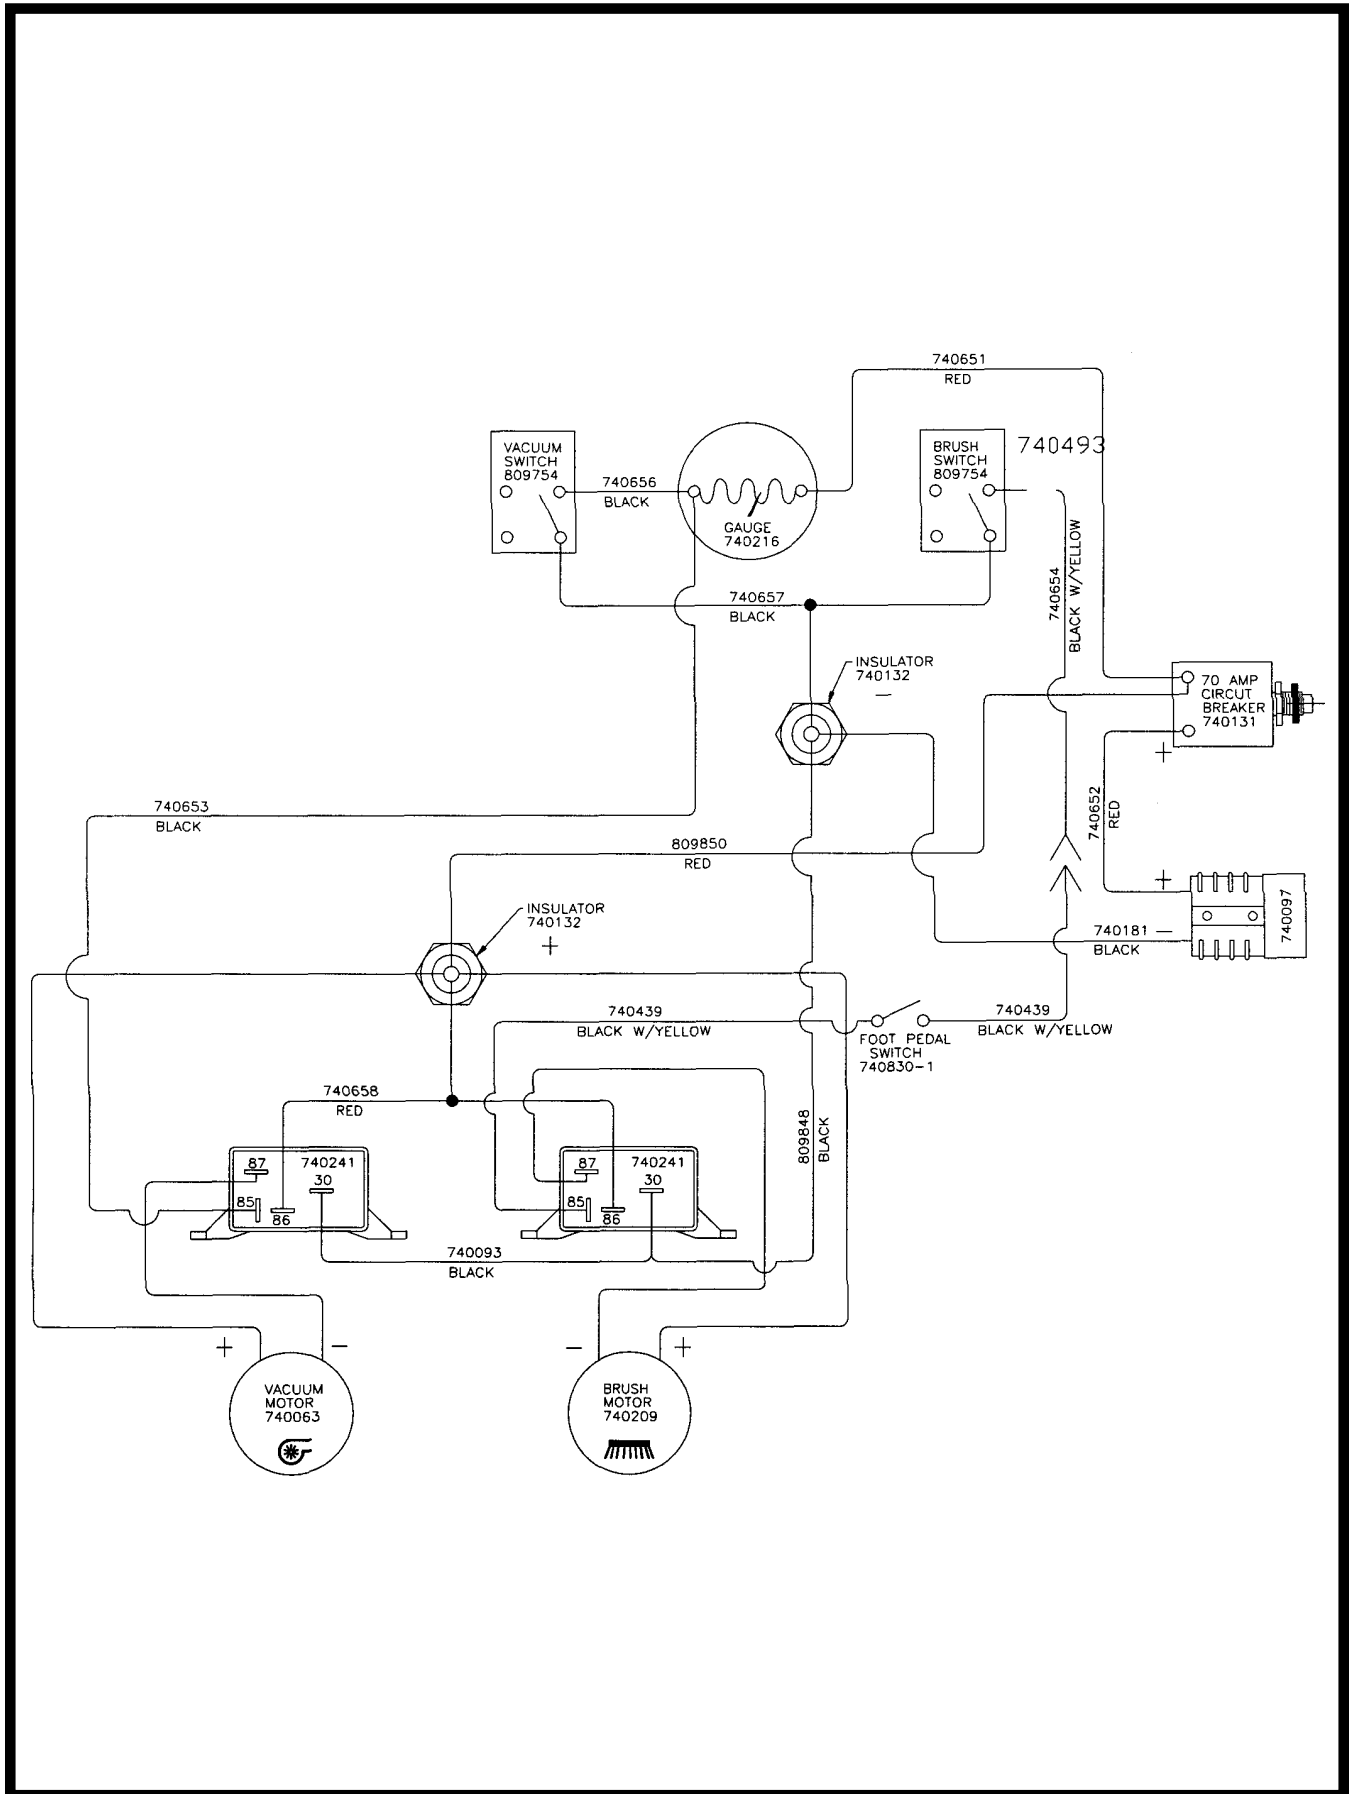 740651
RED
VACUUM
SWITCH
809754
740656
BLACK
GAUGE
740216
BRUSH
SWITCH
809754
740493
740654
BLACK W/YELLOW
740657
BLACK
INSULATOR
740132
−
70 AMP
CIRCUT
BREAKER
740131
+
740652
RED
740653
BLACK
809850
RED
INSULATOR
740132
+
+
740097
740181 −
BLACK
740439
BLACK W/YELLOW
FOOT PEDAL
SWITCH
740830-1
740439
BLACK W/YELLOW
740658
RED
809848
BLACK
87
740241
30
85
86
87
740241
30
85
86
740093
BLACK
+
−
−
+
VACUUM
MOTOR
740063
BRUSH
MOTOR
740209